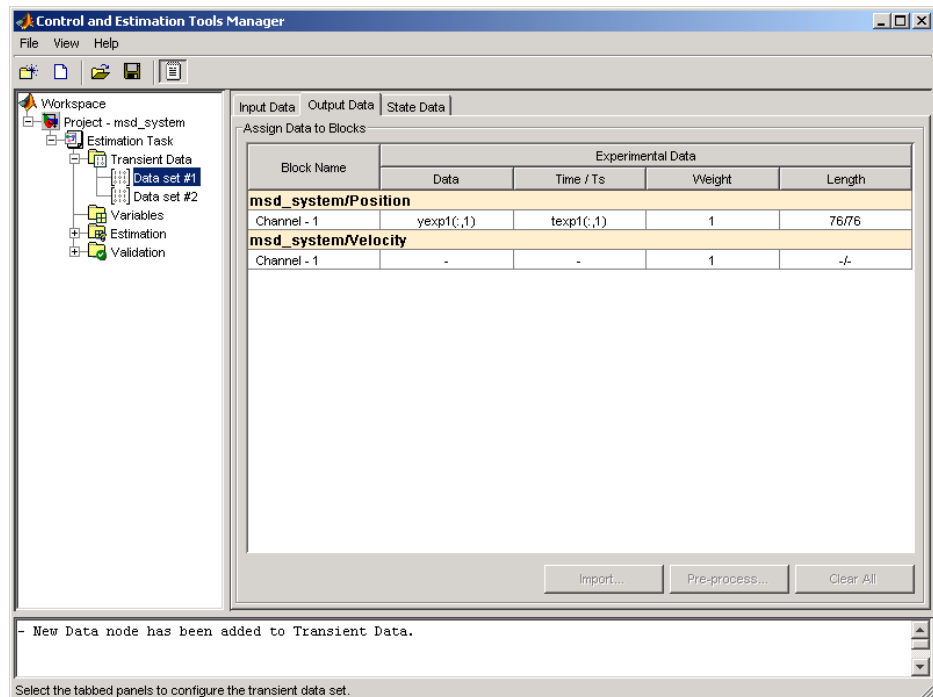 Control and Estimation Tools Manager
File View Help
Workspace
Project - msd_system
Estimation Task
Transient Data
Data set #1
Data set #2
Variables
Estimation
Validation
Input Data Output Data State Data
Assign Data to Blocks
Block Name Experimental Data
Data Time / Ts Weight Length
msd_system/Position
Channel - 1 yexp1(:,1) texp1(:,1) 1 76/76
msd_system/Velocity
Channel - 1 - - 1 -/-
Import... Pre-process... Clear All
- New Data node has been added to Transient Data.
Select the tabbed panels to configure the transient data set.